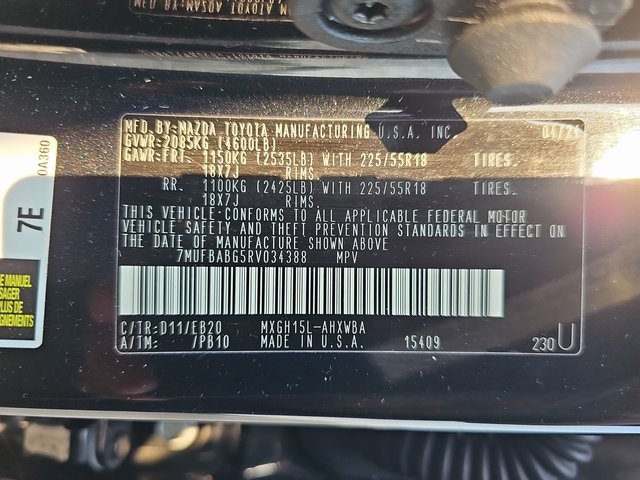 MFD.BY:MAZDA TOYOTA MANUFACTURING,U.S.A.,INC.
GVWR:2085KG (4600LB)
GAWR:FRT. 1150KG (2535LB) WITH 225/55R18 TIRES.
18X7J RIMS.
RR. 1100KG (2425LB) WITH 225/55R18 TIRES.
18X7J RIMS.
THIS VEHICLE CONFORMS TO ALL APPLICABLE FEDERAL MOTOR
VEHICLE SAFETY AND THEFT PREVENTION STANDARDS IN EFFECT ON
THE DATE OF MANUFACTURE SHOWN ABOVE
7MUFBABG5RV034388 MPV
C/TR:D11/EB20 MXGH15L-AHXWBA
A/TM: /PB10 MADE IN U.S.A. 15409 230 U
7E
0A360